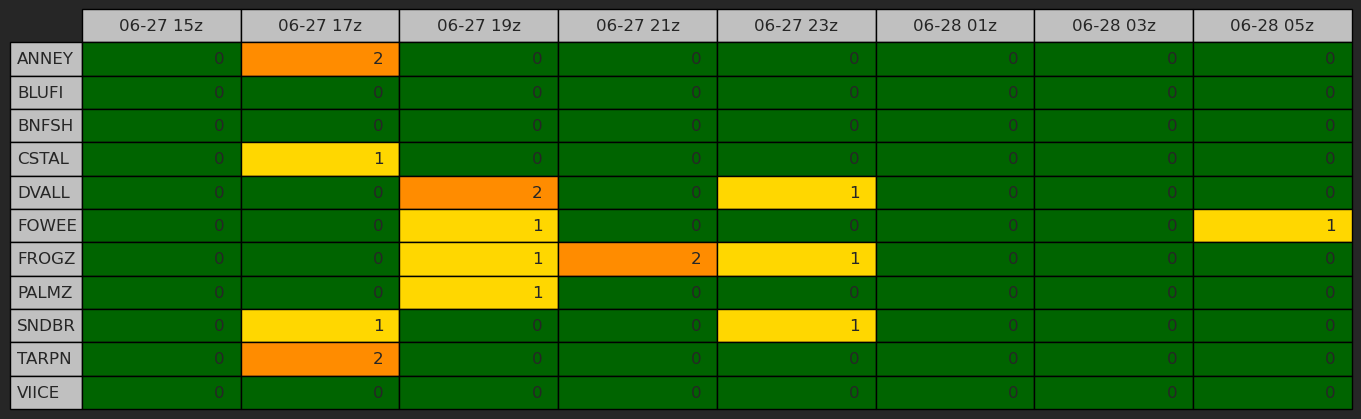 06-27 15z 06-27 17z 06-27 19z 06-27 21z 06-27 23z 06-28 01z 06-28 03z 06-28 05z
ANNEY 0 2 0 0 0 0 0 0
BLUFI 0 0 0 0 0 0 0 0
BNFSH 0 0 0 0 0 0 0 0
CSTAL 0 1 0 0 0 0 0 0
DVALL 0 0 2 0 1 0 0 0
FOWEE 0 0 1 0 0 0 0 1
FROGZ 0 0 1 2 1 0 0 0
PALMZ 0 0 1 0 0 0 0 0
SNDBR 0 1 0 0 1 0 0 0
TARPN 0 2 0 0 0 0 0 0
VIICE 0 0 0 0 0 0 0 0